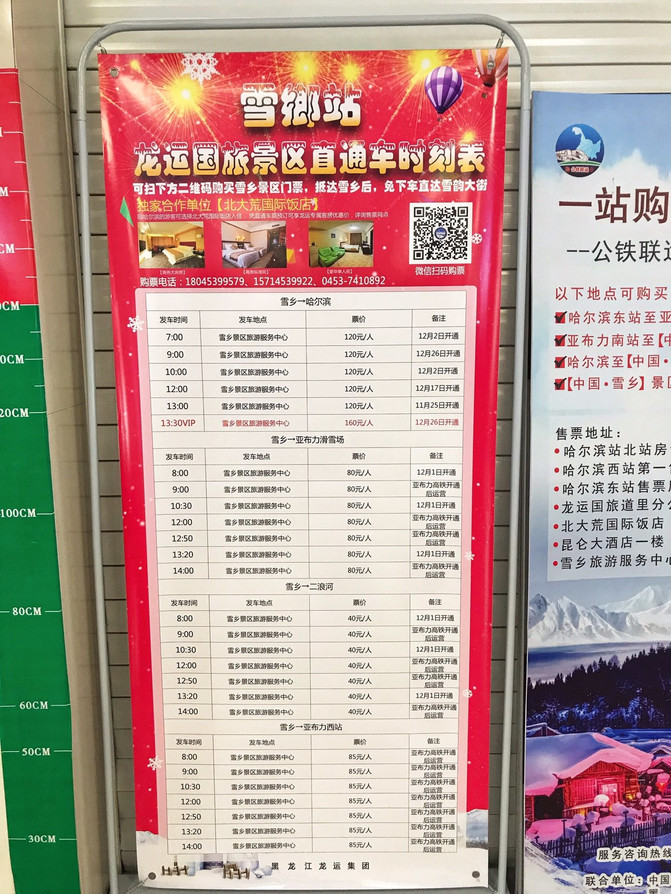 雪鄉站
龙运国旅景区直通车时刻表
可扫下方二维码购买雪乡景区门票，抵达雪乡后，免下车直达雪韵大街
独家合作单位【北大荒国际饭店】
微信扫码购票
购票电话：18045399579、15714539922、0453-7410892
雪乡→哈尔滨
发车时间 发车地点 票价 备注
7:00 雪乡景区旅游服务中心 120元/人 12月2日开通
9:00 雪乡景区旅游服务中心 120元/人 12月26日开通
10:00 雪乡景区旅游服务中心 120元/人 12月2日开通
12:00 雪乡景区旅游服务中心 120元/人 12月17日开通
13:00 雪乡景区旅游服务中心 120元/人 11月25日开通
13:30VIP 雪乡景区旅游服务中心 160元/人 12月26日开通
雪乡→亚布力滑雪场
发车时间 发车地点 票价 备注
8:00 雪乡景区旅游服务中心 80元/人 12月1日开通
9:00 雪乡景区旅游服务中心 80元/人 亚布力高铁开通后运营
10:30 雪乡景区旅游服务中心 80元/人 12月1日开通
12:00 雪乡景区旅游服务中心 80元/人 亚布力高铁开通后运营
12:50 雪乡景区旅游服务中心 80元/人 亚布力高铁开通后运营
13:20 雪乡景区旅游服务中心 80元/人 12月1日开通
14:00 雪乡景区旅游服务中心 80元/人 亚布力高铁开通后运营
雪乡→二浪河
发车时间 发车地点 票价 备注
8:00 雪乡景区旅游服务中心 40元/人 12月1日开通
9:00 雪乡景区旅游服务中心 40元/人 亚布力高铁开通后运营
10:30 雪乡景区旅游服务中心 40元/人 12月1日开通
12:00 雪乡景区旅游服务中心 40元/人 亚布力高铁开通后运营
12:50 雪乡景区旅游服务中心 40元/人 亚布力高铁开通后运营
13:20 雪乡景区旅游服务中心 40元/人 12月1日开通
14:00 雪乡景区旅游服务中心 40元/人 亚布力高铁开通后运营
雪乡→亚布力西站
发车时间 发车地点 票价 备注
8:00 雪乡景区旅游服务中心 85元/人 亚布力高铁开通后运营
9:00 雪乡景区旅游服务中心 85元/人 亚布力高铁开通后运营
10:30 雪乡景区旅游服务中心 85元/人 亚布力高铁开通后运营
12:00 雪乡景区旅游服务中心 85元/人 亚布力高铁开通后运营
12:50 雪乡景区旅游服务中心 85元/人 亚布力高铁开通后运营
13:20 雪乡景区旅游服务中心 85元/人 亚布力高铁开通后运营
14:00 雪乡景区旅游服务中心 85元/人 亚布力高铁开通后运营
黑龙江龙运集团
一站购
--公铁联运
以下地点可购买
哈尔滨东站至亚
亚布力南站至【中
哈尔滨至【中国·
【中国·雪乡】景
售票地址：
哈尔滨站北站房
哈尔滨西站第一
哈尔滨东站售票
龙运国旅道里分
北大荒国际饭店
昆仑大酒店一楼
雪乡旅游服务中心
服务咨询热线
联合单位：中国
0CM
20CM
100CM
80CM
60CM
50CM
30CM